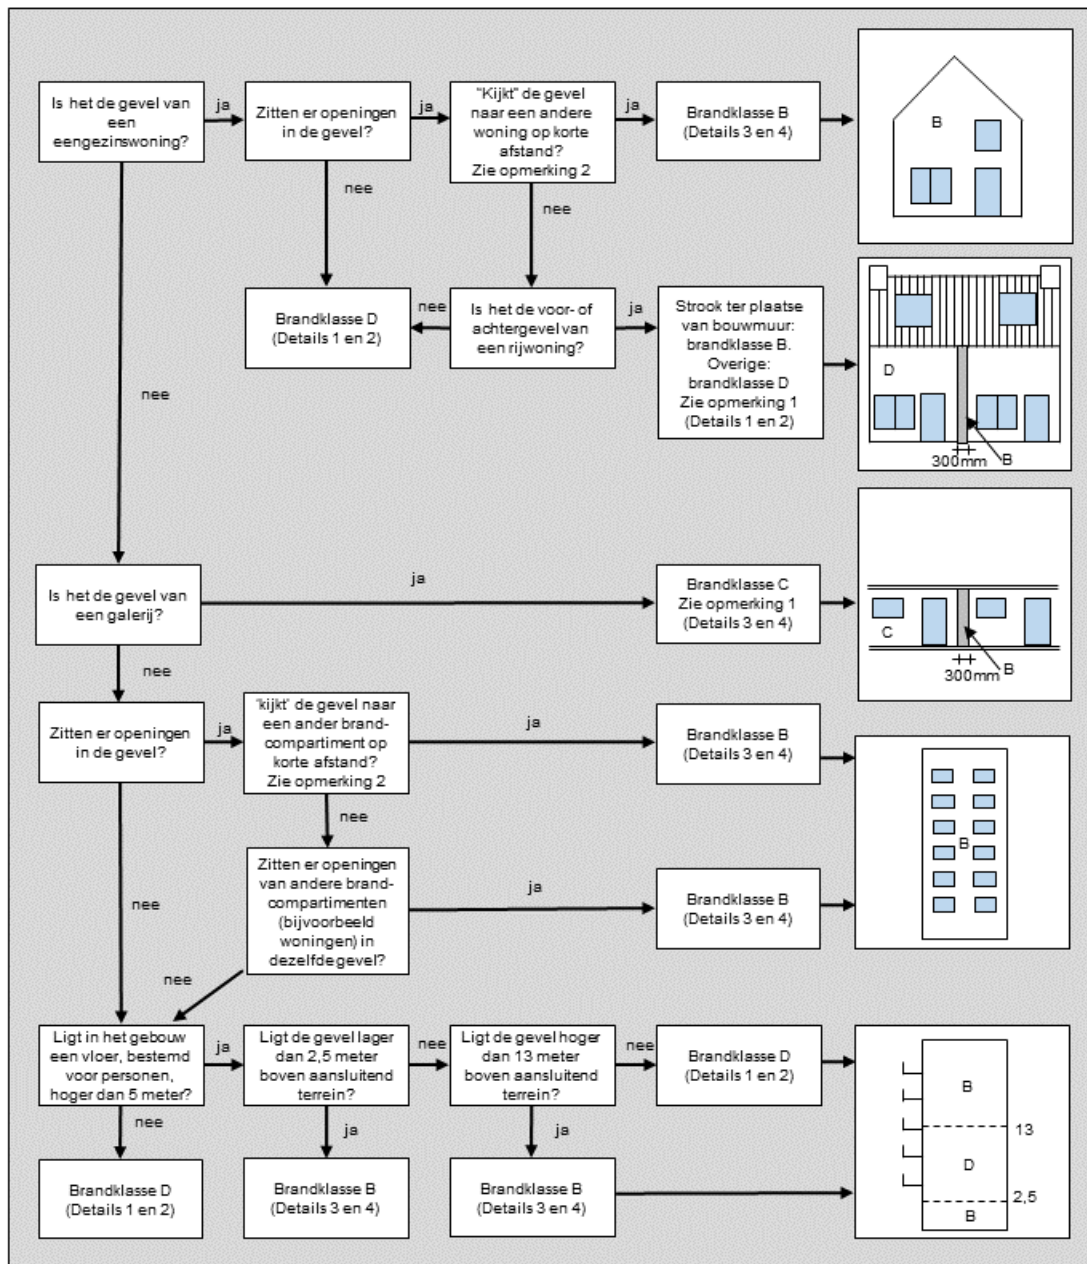 Is het de gevel van
een
eengezinswoning?
ja
Zitten er openingen
in de gevel?
ja
"Kijkt" de gevel
naar een andere
woning op korte
afstand?
Zie opmerking 2
ja
Brandklasse B
(Details 3 en 4)
B
nee
nee
Brandklasse D
(Details 1 en 2)
nee
Is het de voor- of
achtergevel van
een rijwoning?
ja
Strook ter plaatse
van bouwmuur:
brandklasse B.
Overige:
brandklasse D
Zie opmerking 1
(Details 1 en 2)
D
300mm
B
nee
Is het de gevel van
een galerij?
ja
Brandklasse C
Zie opmerking 1
(Details 3 en 4)
C
B
300mm
nee
Zitten er openingen
in de gevel?
ja
'kijkt' de gevel naar
een ander brand-
compartiment op
korte afstand?
Zie opmerking 2
ja
Brandklasse B
(Details 3 en 4)
B
nee
Zitten er openingen
van andere brand-
compartimenten
(bijvoorbeeld
woningen) in
dezelfde gevel?
ja
Brandklasse B
(Details 3 en 4)
nee
nee
Ligt in het gebouw
een vloer, bestemd
voor personen,
hoger dan 5 meter?
ja
Ligt de gevel lager
dan 2,5 meter
boven aansluitend
terrein?
nee
Ligt de gevel hoger
dan 13 meter
boven aansluitend
terrein?
nee
Brandklasse D
(Details 1 en 2)
B
13
D
2,5
B
nee
ja
ja
Brandklasse D
(Details 1 en 2)
Brandklasse B
(Details 3 en 4)
Brandklasse B
(Details 3 en 4)